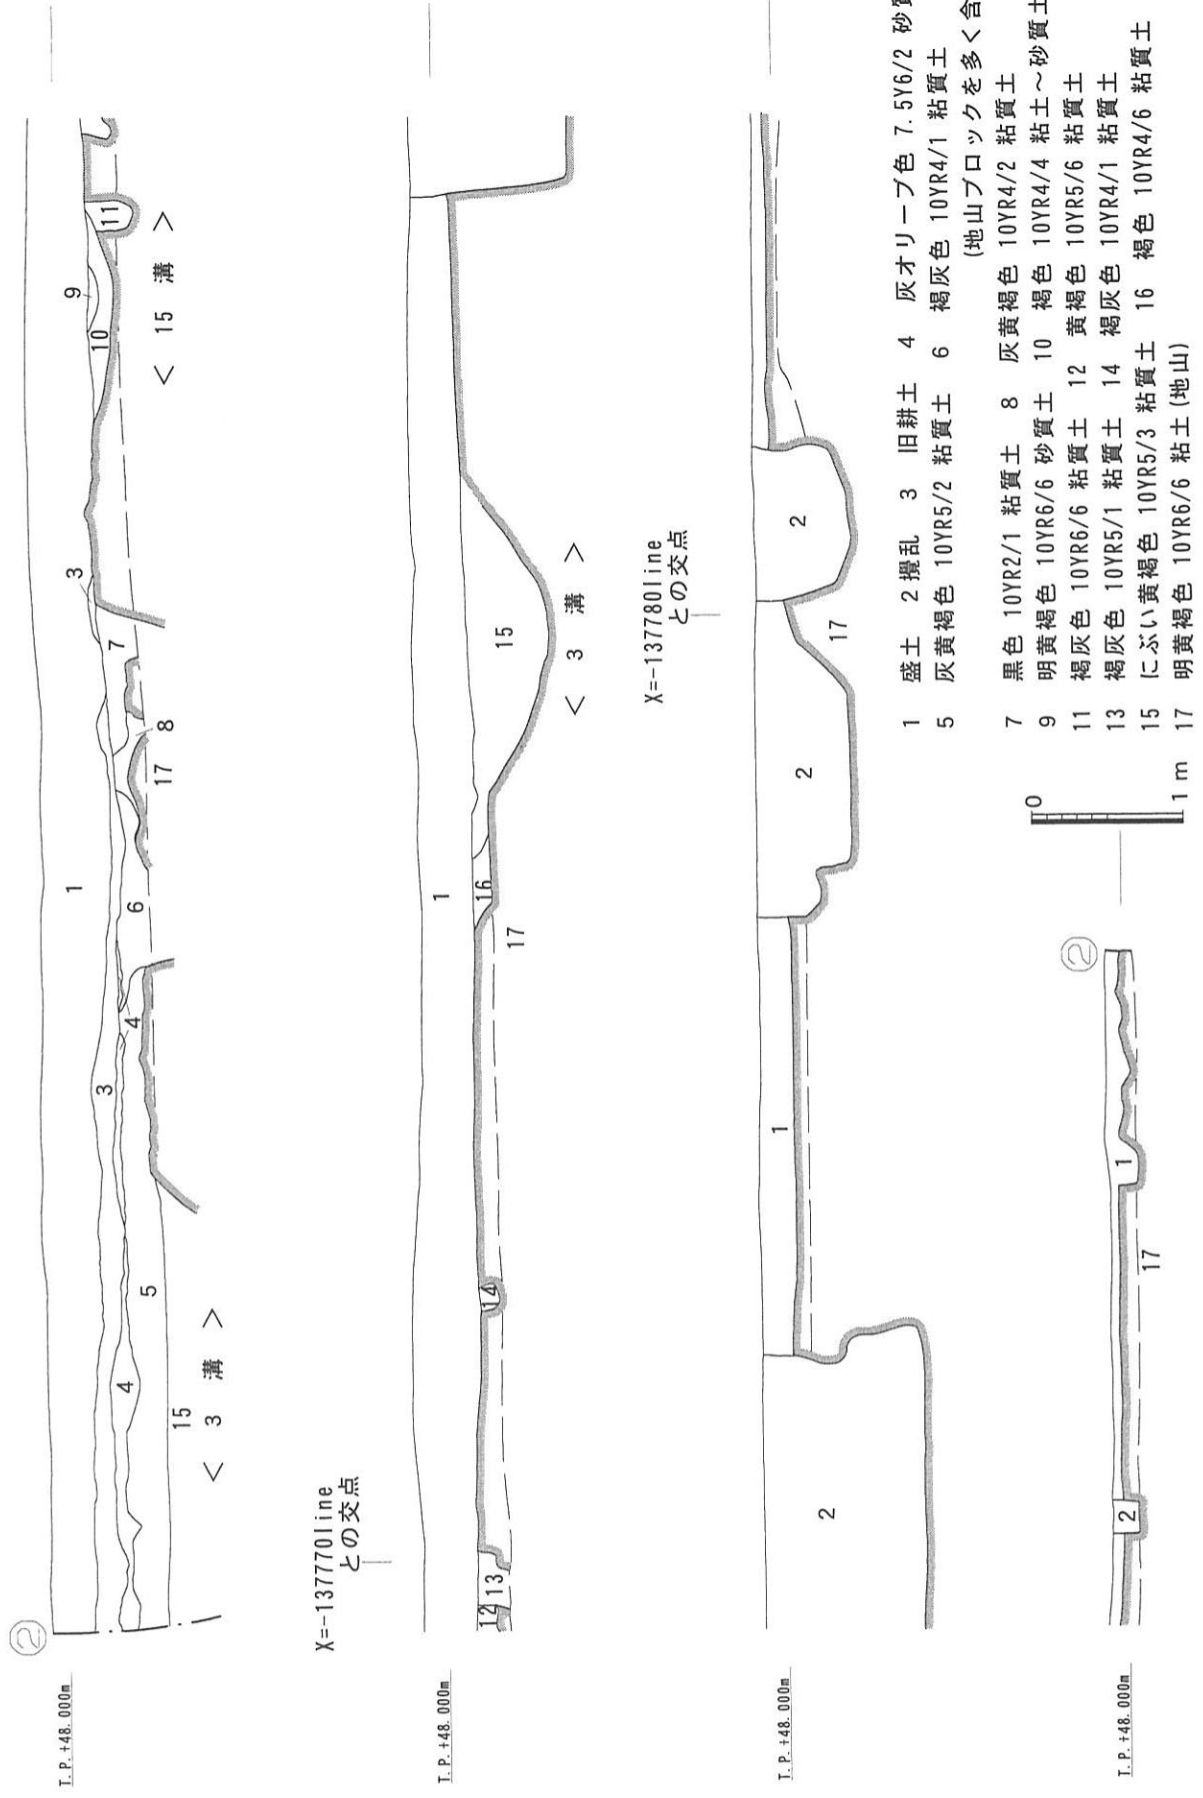 ②
T.P.+48.000m
1
3
4
5
15
< 3 溝 >
3
4
6
17
8
7
3
10
9
11
< 15 溝 >
X=-137770line
との交点
T.P.+48.000m
12
13
14
1
16
17
15
< 3 溝 >
X=-137780line
との交点
T.P.+48.000m
2
1
2
17
2
T.P.+48.000m
2
17
1
②
0
1m
1 盛土 2攪乱 3 旧耕土 4 灰オリーブ色 7.5Y6/2
5 灰黄褐色 10YR5/2 粘質土 6 褐灰色 10YR4/1 粘質土
(地山ブロックを多く含
7 黒色 10YR2/1 粘質土 8 灰黄褐色 10YR4/2 粘質土
9 明黄褐色 10YR6/6 砂質土 10 褐色 10YR4/4 粘土~砂質土
11 褐灰色 10YR6/6 粘質土 12 黄褐色 10YR5/6 粘質土
13 褐灰色 10YR5/1 粘質土 14 褐灰色 10YR4/1 粘質土
15 にぶい黄褐色 10YR5/3 粘質土 16 褐色 10YR4/6 粘質土
17 明黄褐色 10YR6/6 粘土(地山)